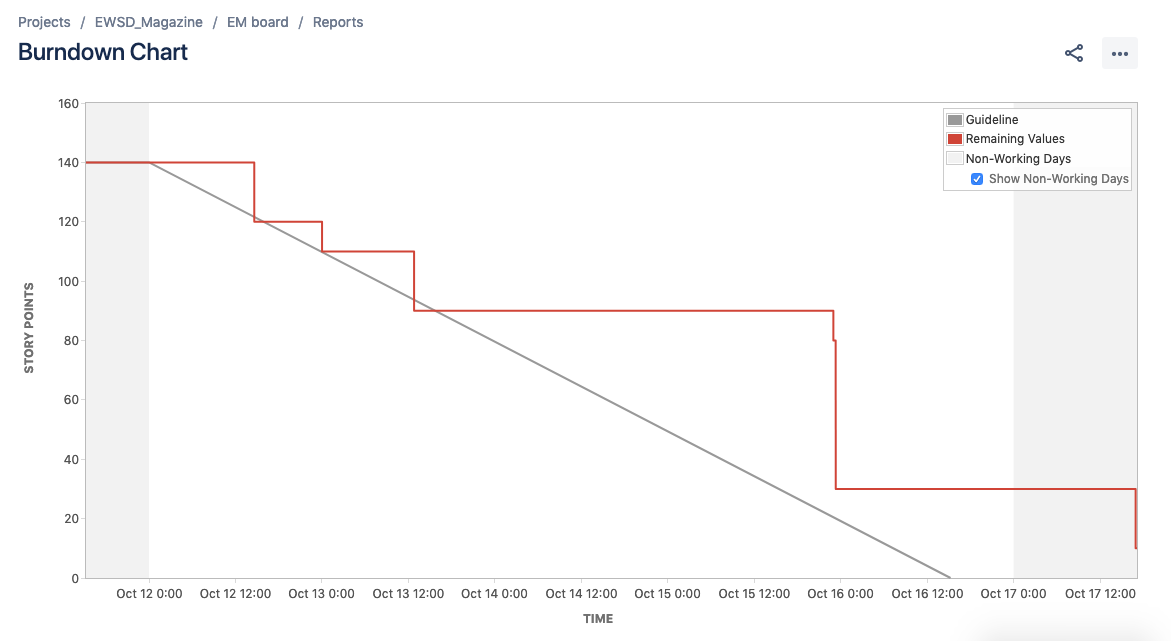 Projects / EWSD_Magazine / EM board / Reports
Burndown Chart
160
140
120
100
80
60
40
20
0
STORY POINTS
Guideline
Remaining Values
Non-Working Days
Show Non-Working Days
Oct 12 0:00 Oct 12 12:00 Oct 13 0:00 Oct 13 12:00 Oct 14 0:00 Oct 14 12:00 Oct 15 0:00 Oct 15 12:00 Oct 16 0:00 Oct 16 12:00 Oct 17 0:00 Oct 17 12:00
TIME